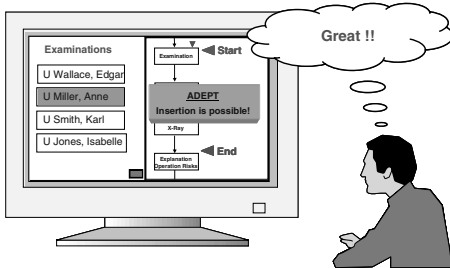 Examinations
U Wallace, Edgar
U Miller, Anne
U Smith, Karl
U Jones, Isabelle
Start
Examination
ADEPT
Insertion is possible!
X-Ray
End
Explanation
Operation Risks
Great !!